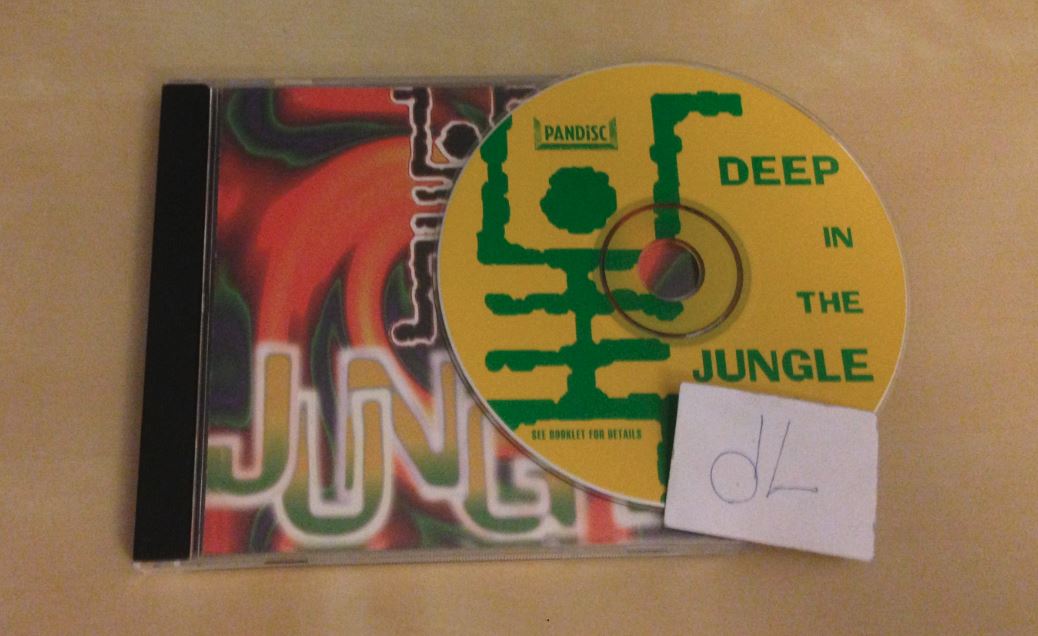 PANDISC
DEEP
IN
THE
JUNGLE
SEE BOOKLET FOR DETAILS
dL